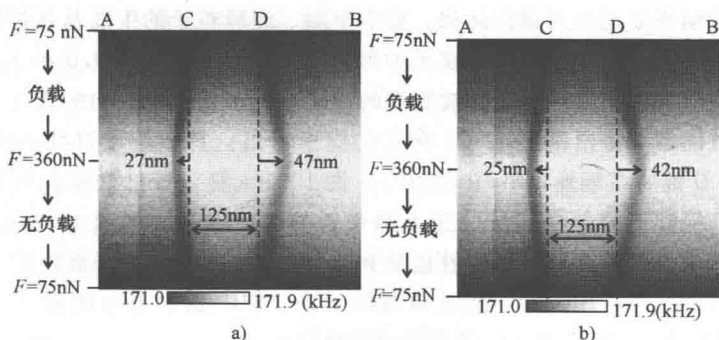 A C D B
F=75 nN
负载
F=360nN
无负载
F=75nN
27nm
47nm
125nm
171.0 171.9 (kHz)
a)
A C D B
F=75nN
负载
F=360nN
无负载
F=75nN
25nm
42nm
125nm
171.0 171.9(kHz)
b)